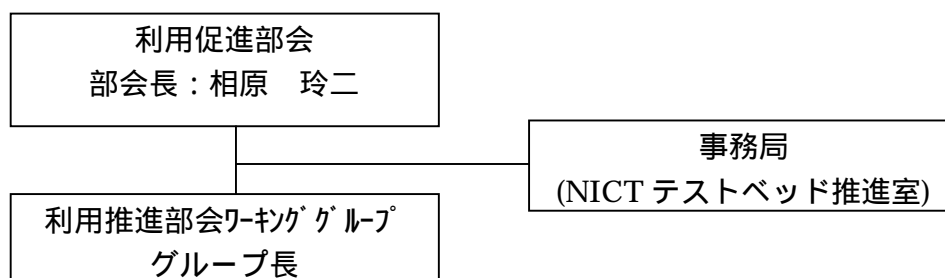 利用促進部会
部会長：相原　玲二
事務局
(NICT テストベッド推進室)
利用推進部会ﾜｰｷﾝｸﾞｸﾞﾙｰﾌﾟ
グループ長